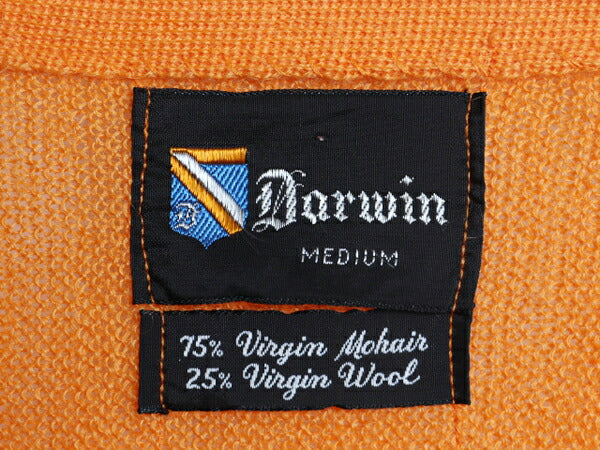 Darwin
MEDIUM
75% Virgin Mohair
25% Virgin Wool